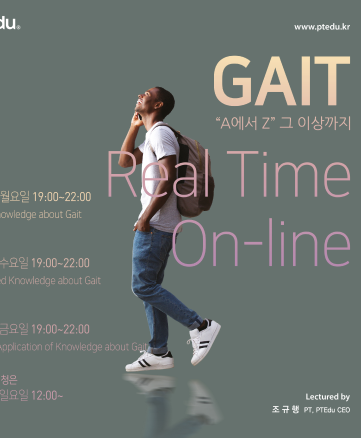 du®
www.ptedu.kr
GAIT
“A에서 Z” 그 이상까지
Real Time
On-line
월요일 19:00~22:00
owledge about Gait
수요일 19:00~22:00
d Knowledge about Gait
금요일 19:00~22:00
Application of Knowledge about Gait
청은
일요일 12:00~
Lectured by
조 규 행 PT, PTEdu CEO